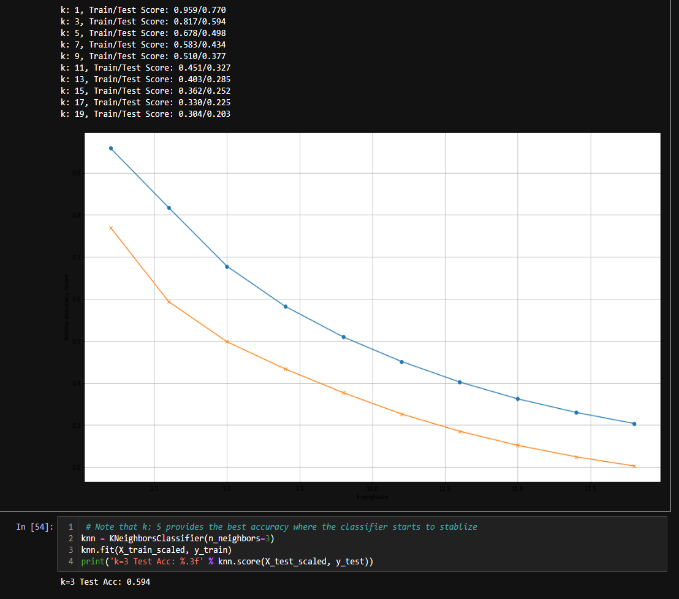 k: 1, Train/Test Score: 0.959/0.770
k: 3, Train/Test Score: 0.817/0.594
k: 5, Train/Test Score: 0.678/0.498
k: 7, Train/Test Score: 0.583/0.434
k: 9, Train/Test Score: 0.510/0.377
k: 11, Train/Test Score: 0.451/0.327
k: 13, Train/Test Score: 0.403/0.285
k: 15, Train/Test Score: 0.362/0.252
k: 17, Train/Test Score: 0.330/0.225
k: 19, Train/Test Score: 0.304/0.203
In [54]:
1 # Note that k: 5 provides the best accuracy where the classifier starts to stablize
2 knn = KNeighborsClassifier(n_neighbors=3)
3 knn.fit(X_train_scaled, y_train)
4 print('k=3 Test Acc: %.3f' % knn.score(X_test_scaled, y_test))
k=3 Test Acc: 0.594